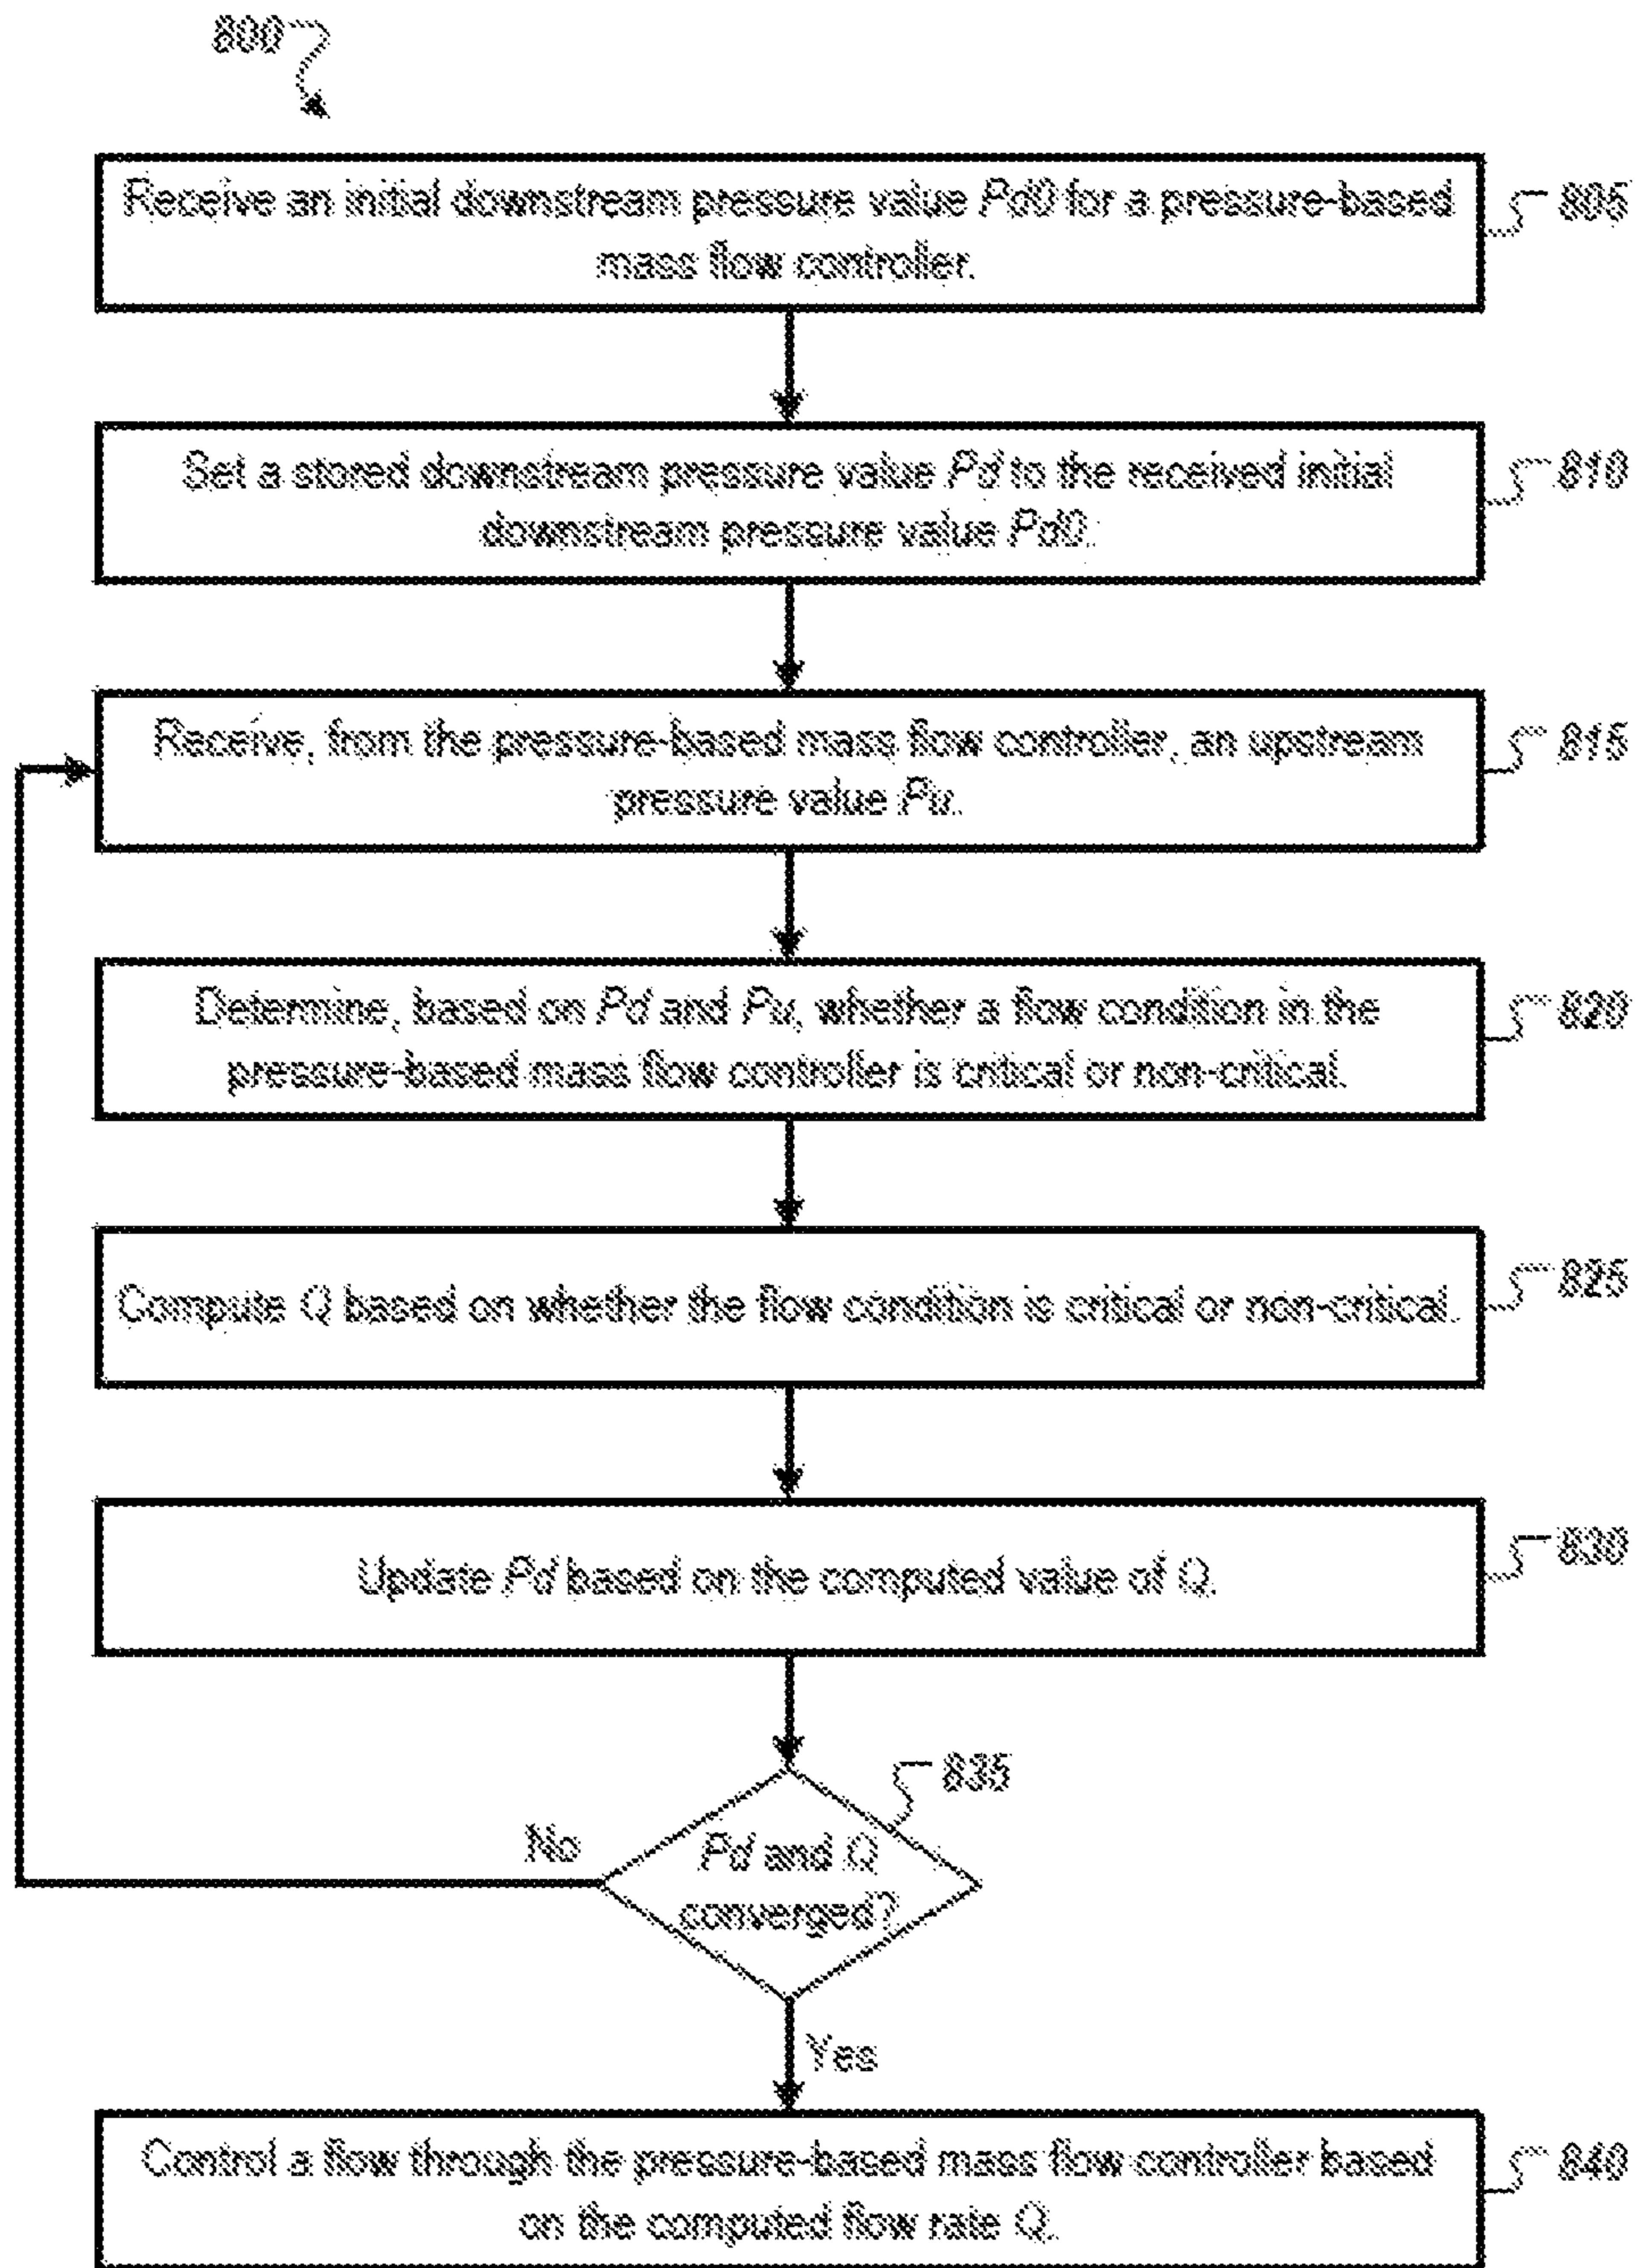 800
Receive an initial downstream pressure value Pd0 for a pressure-based
mass flow controller.
805
Set a stored downstream pressure value Pd to the received initial
downstream pressure value Pd0.
810
Receive, from the pressure-based mass flow controller, an upstream
pressure value Pu.
815
Determine, based on Pd and Pu, whether a flow condition in the
pressure-based mass flow controller is critical or non-critical.
820
Compute Q based on whether the flow condition is critical or non-critical.
825
Update Pd based on the computed value of Q.
830
835
No
Pd and Q
converged?
Yes
Control a flow through the pressure-based mass flow controller based
on the computed flow rate Q.
840